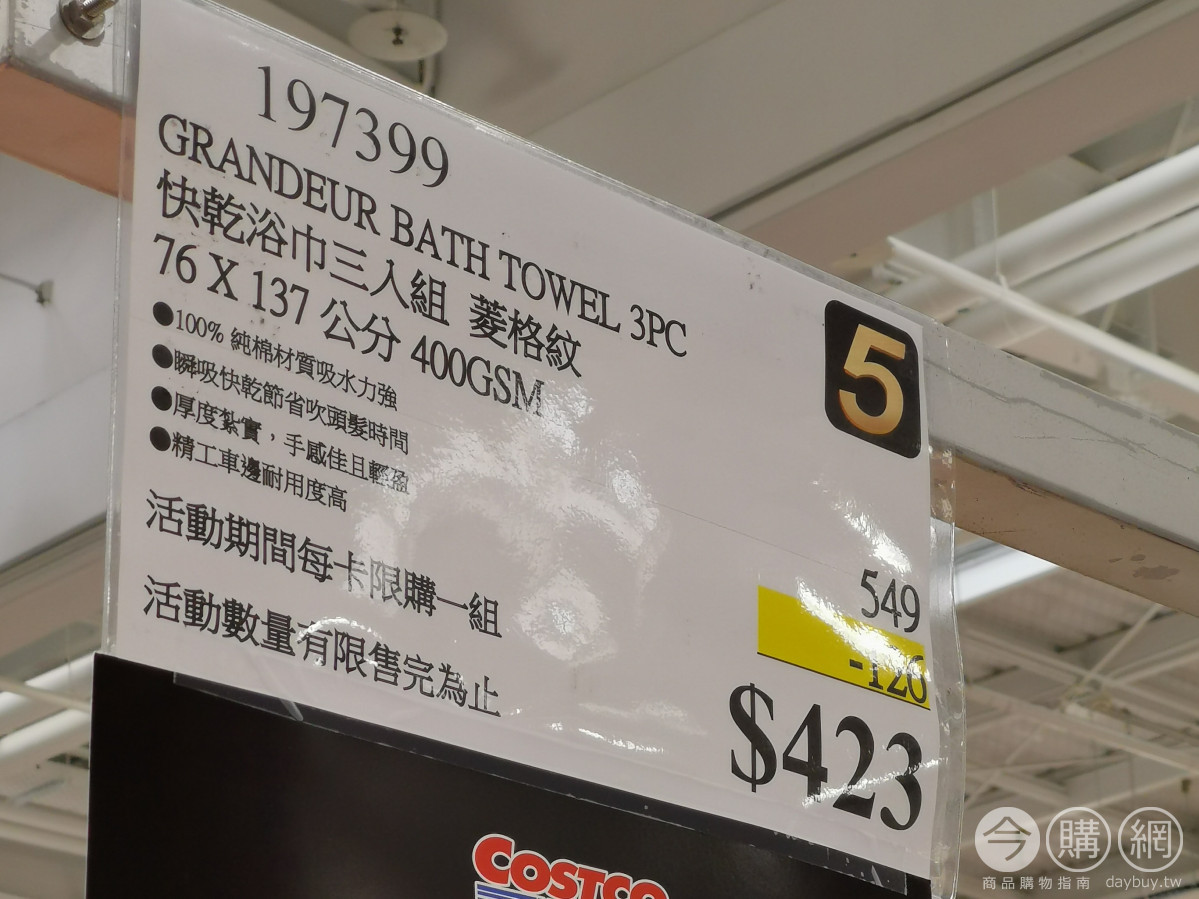 197399
GRANDEUR BATH TOWEL 3PC
快乾浴巾三入組 菱格紋
76 X 137 公分 400GSM
●100% 純棉材質吸水力強
●瞬吸快乾節省吹頭髮時間
●厚度紮實，手感佳且輕盈
●精工車邊耐用度高
活動期間每卡限購一組
活動數量有限售完為止
5
549
-126
$423
COSTCO
今購網
商品購物指南 daybuy.tw